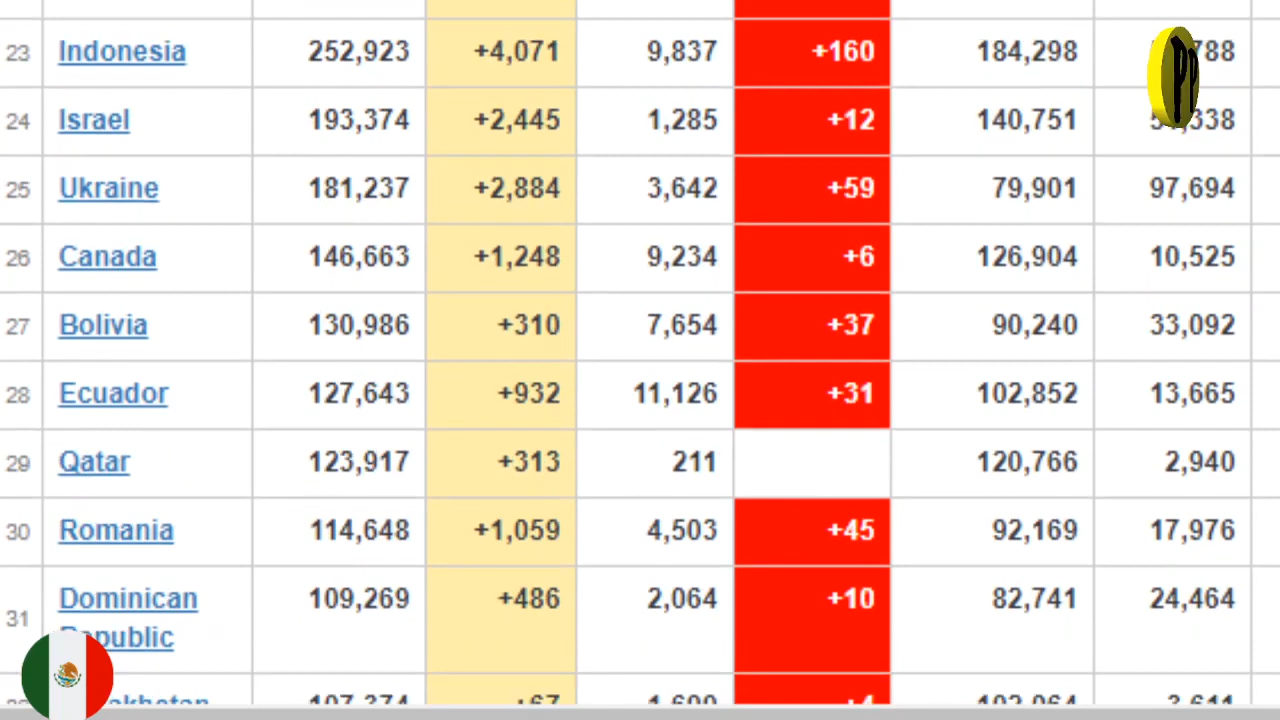 23 Indonesia 252,923 +4,071 9,837 +160 184,298 788
24 Israel 193,374 +2,445 1,285 +12 140,751 338
25 Ukraine 181,237 +2,884 3,642 +59 79,901 97,694
26 Canada 146,663 +1,248 9,234 +6 126,904 10,525
27 Bolivia 130,986 +310 7,654 +37 90,240 33,092
28 Ecuador 127,643 +932 11,126 +31 102,852 13,665
29 Qatar 123,917 +313 211 120,766 2,940
30 Romania 114,648 +1,059 4,503 +45 92,169 17,976
31 Dominican 109,269 +486 2,064 +10 82,741 24,464
Republic
PP